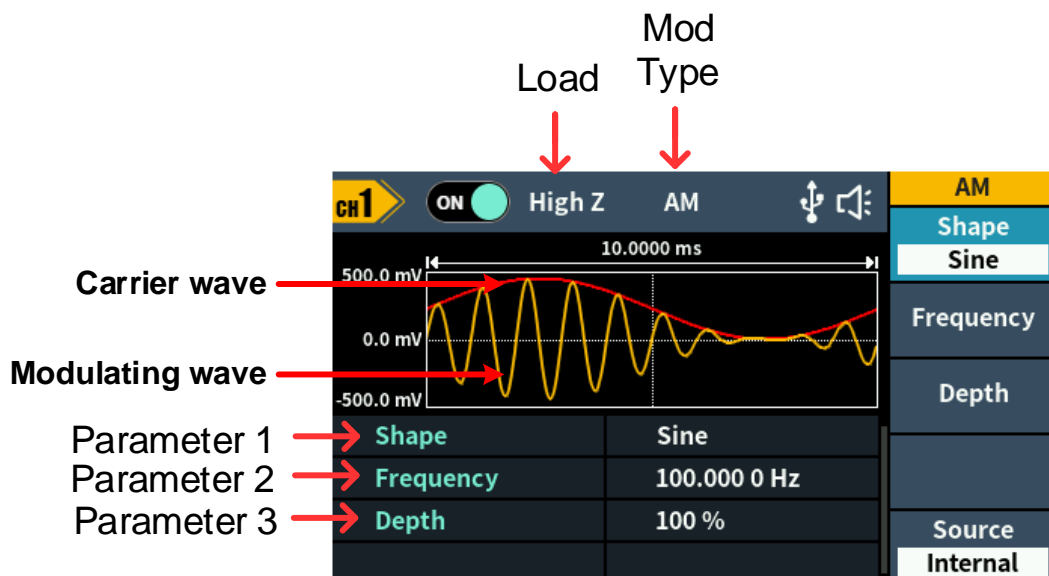 Mod
Type
Load
CH1 ON High Z AM
AM
Shape
Sine
10.0000 ms
500.0 mV
Carrier wave
Frequency
0.0 mV
Modulating wave
Depth
-500.0 mV
Parameter 1 Shape Sine
Parameter 2 Frequency 100.000 0 Hz
Parameter 3 Depth 100 %
Source
Internal